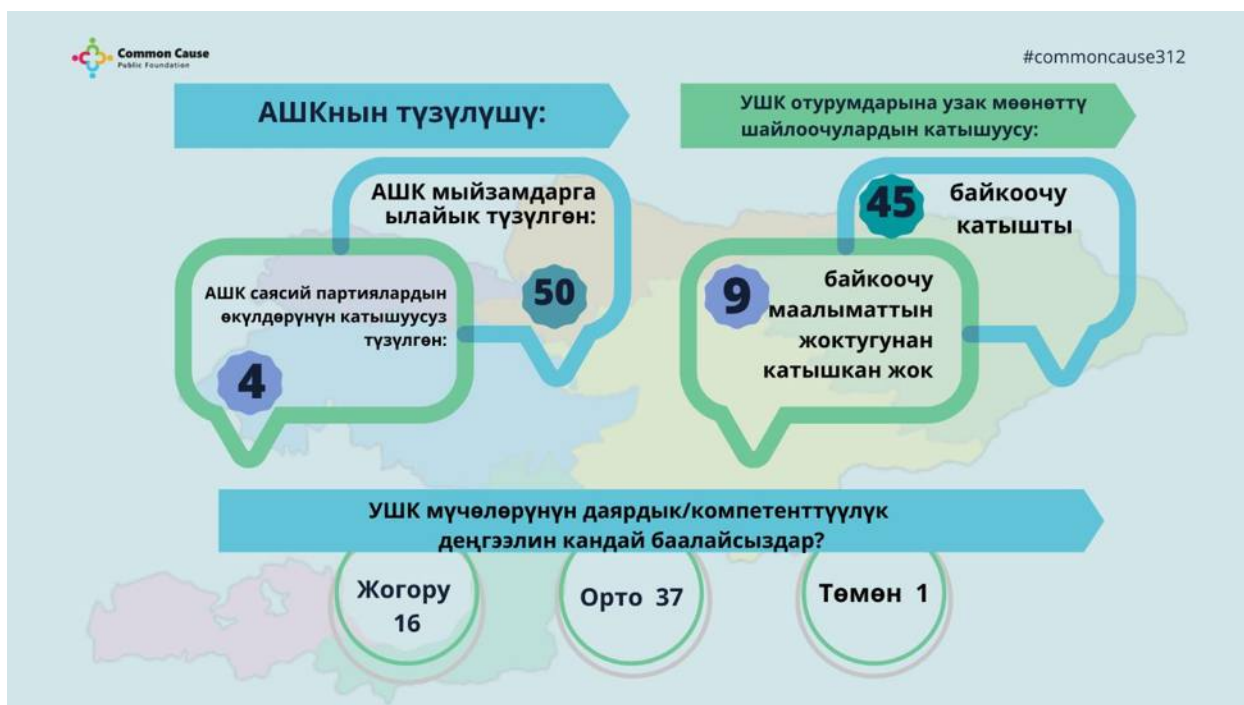 Common Cause
Public Foundation
#commoncause312
АШКнын түзүлүшү:
АШК мыйзамдарга
ылайык түзүлгөн:
50
АШК саясий партиялардын
өкүлдөрүнүн катышуусуз
түзүлгөн:
4
УШК отурумдарына узак мөөнөттү
шайлоочулардын катышуусу:
45
байкоочу
катышты
9
байкоочу
маалыматтын
жоктугунан
катышкан жок
УШК мүчөлөрүнүн даярдык/компетенттүүлүк
деңгээлин кандай баалайсыздар?
Жогору
16
Орто 37
Төмөн 1